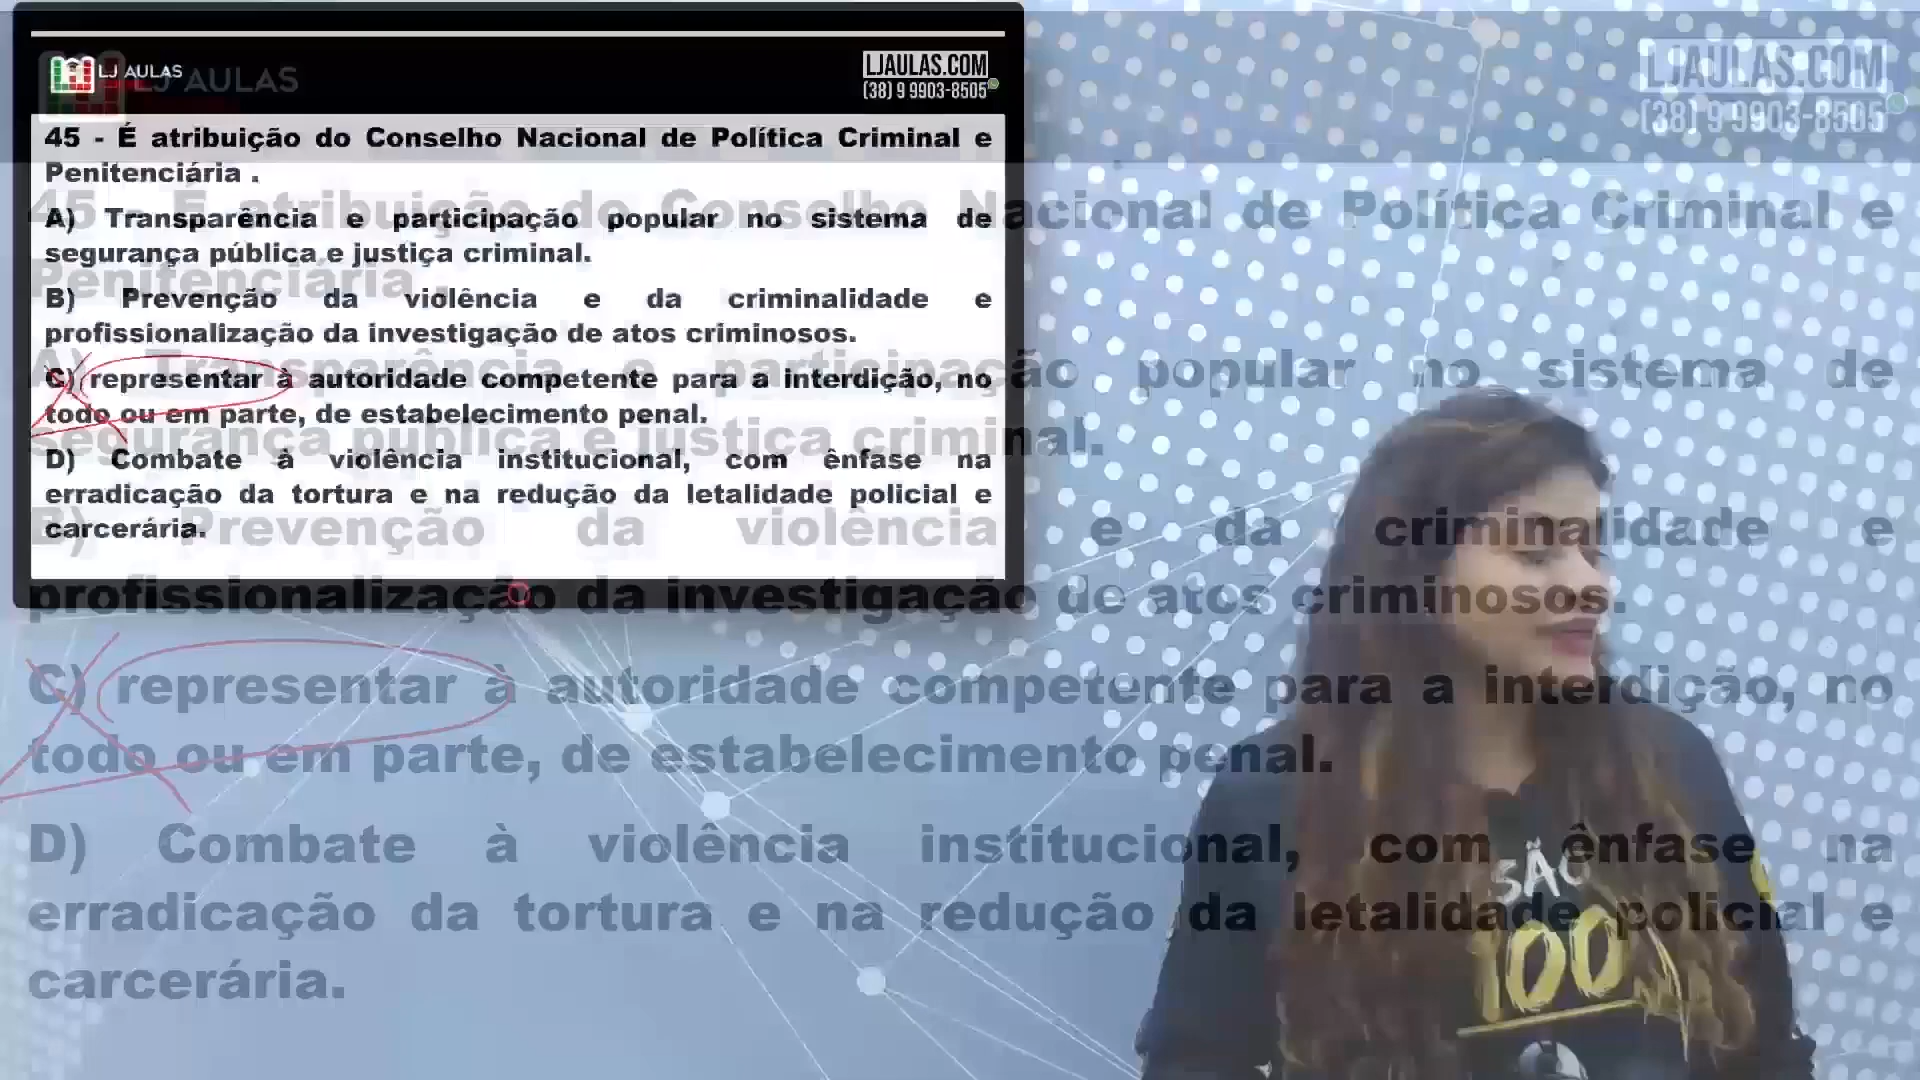 LJ AULAS
LJAULAS.COM
(38) 9 9903-8505
45 - É atribuição do Conselho Nacional de Política Criminal e
Penitenciária .
A) Transparência e participação popular no sistema de
segurança pública e justiça criminal.
B) Prevenção da violência e da criminalidade e
profissionalização da investigação de atos criminosos.
C) representar à autoridade competente para a interdição, no
todo ou em parte, de estabelecimento penal.
D) Combate à violência institucional, com ênfase na
erradicação da tortura e na redução da letalidade policial e
carcerária.
LJ AULAS
LJAULAS.COM
(38) 9 9903-8505
45 - É atribuição do Conselho Nacional de Política Criminal e
Penitenciária .
A) Transparência e participação popular no sistema de
segurança pública e justiça criminal.
B) Prevenção da violência e da criminalidade e
profissionalização da investigação de atos criminosos.
C) representar à autoridade competente para a interdição, no
todo ou em parte, de estabelecimento penal.
D) Combate à violência institucional, com ênfase na
erradicação da tortura e na redução da letalidade policial e
carcerária.
SÃO
100